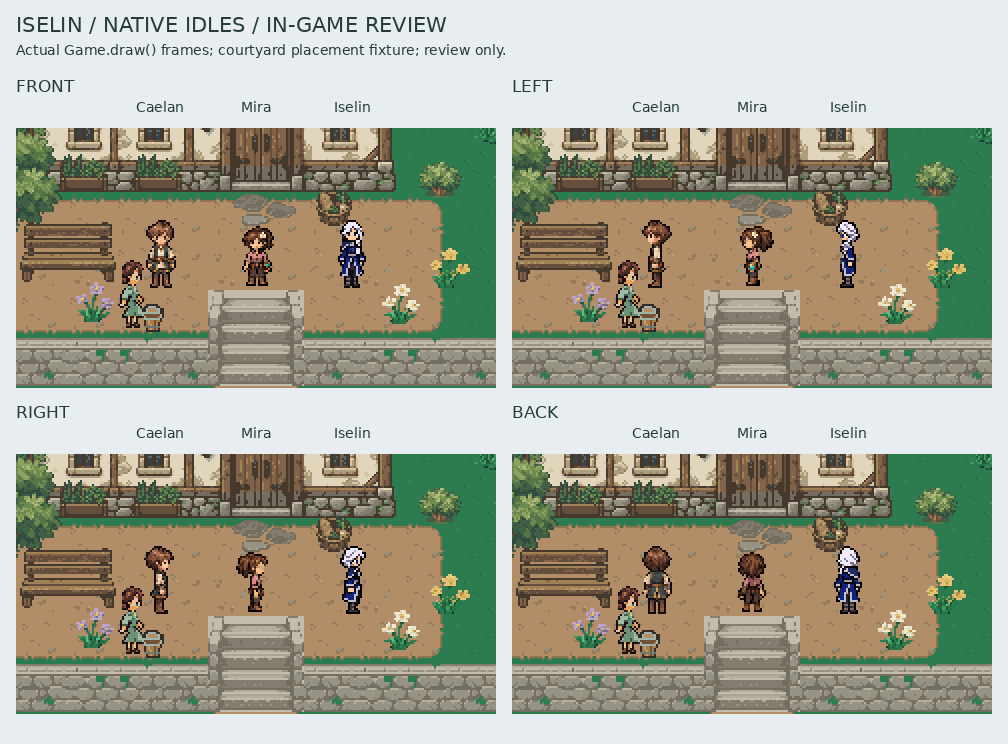 ISELIN / NATIVE IDLES / IN-GAME REVIEW
Actual Game.draw() frames; courtyard placement fixture; review only.
FRONT
Caelan Mira Iselin
LEFT
Caelan Mira Iselin
RIGHT
Caelan Mira Iselin
BACK
Caelan Mira Iselin